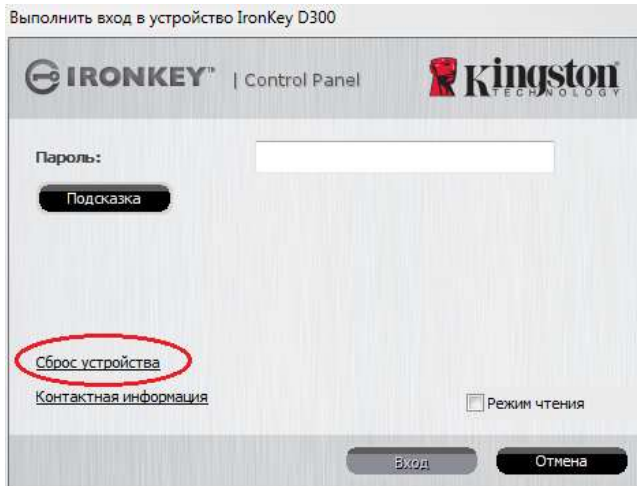 Выполнить вход в устройство IronKey D300
IRONKEY™ | Control Panel
Kingston
TECHNOLOGY
Пароль:
Подсказка
Сброс устройства
Контактная информация
Режим чтения
Вход
Отмена